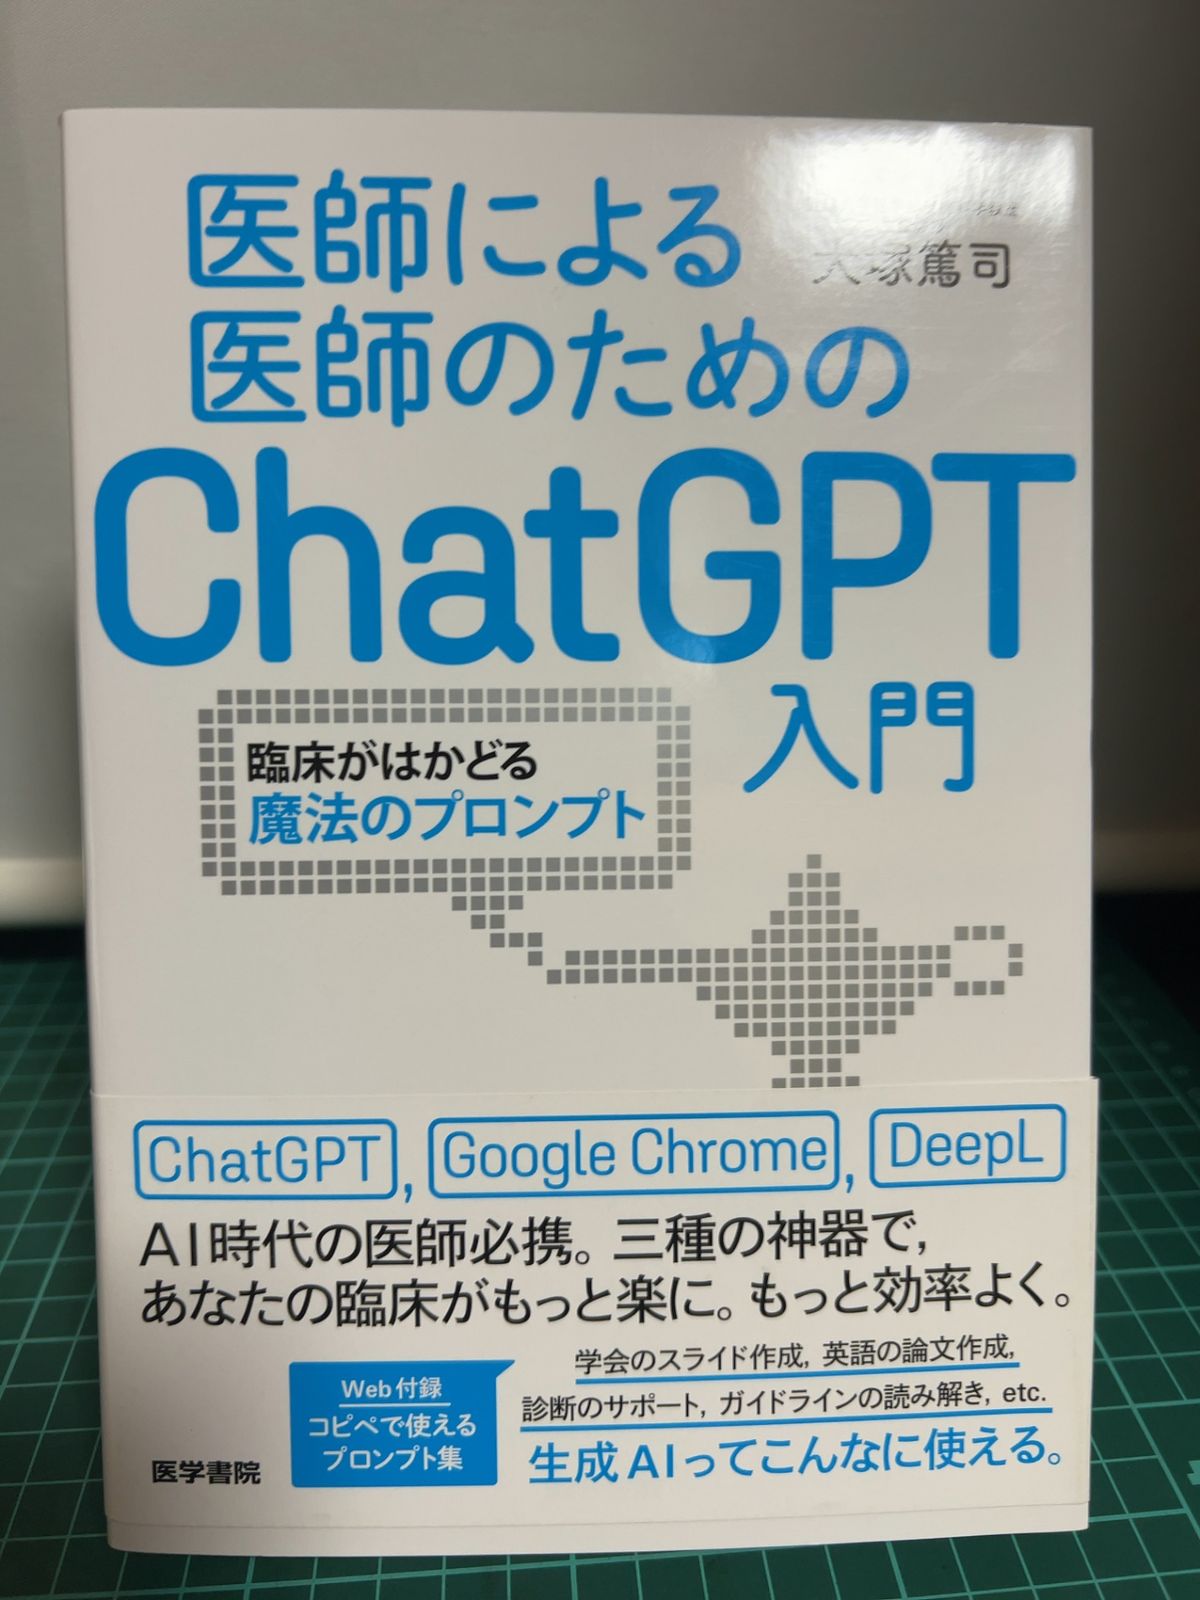 医師による
大塚篤司
医師のための
ChatGPT
入門
臨床がはかどる
魔法のプロンプト
ChatGPT, Google Chrome, DeepL
AI時代の医師必携。三種の神器で,
あなたの臨床がもっと楽に。もっと効率よく。
学会のスライド作成, 英語の論文作成,
診断のサポート, ガイドラインの読み解き, etc.
生成AIってこんなに使える。
Web付録
コピペで使える
プロンプト集
医学書院